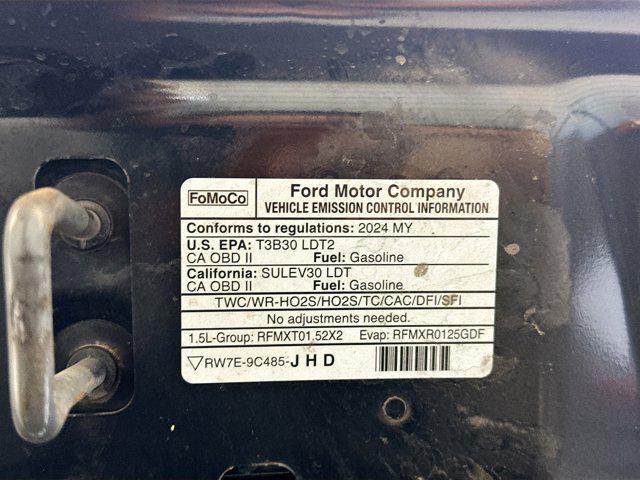 FoMoCo
Ford Motor Company
VEHICLE EMISSION CONTROL INFORMATION
Conforms to regulations: 2024 MY
U.S. EPA: T3B30 LDT2
CA OBD II Fuel: Gasoline
California: SULEV30 LDT
CA OBD II Fuel: Gasoline
TWC/WR-HO2S/HO2S/TC/CAC/DFI/SFI
No adjustments needed.
1.5L-Group: RFMXT01.52X2 Evap: RFMXR0125GDF
RW7E-9C485-JHD